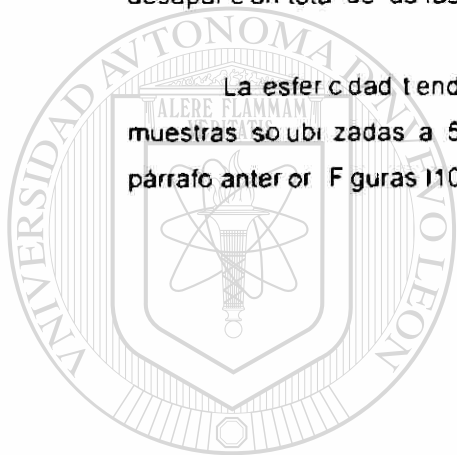 La esfer c dad t end
muestras so ubi zadas a 5
párrafo anter or F guras I10
UNIVERSIDAD AUTONOMA DE NUEVO LEON
ALERE FLAMMAM
VERITATIS